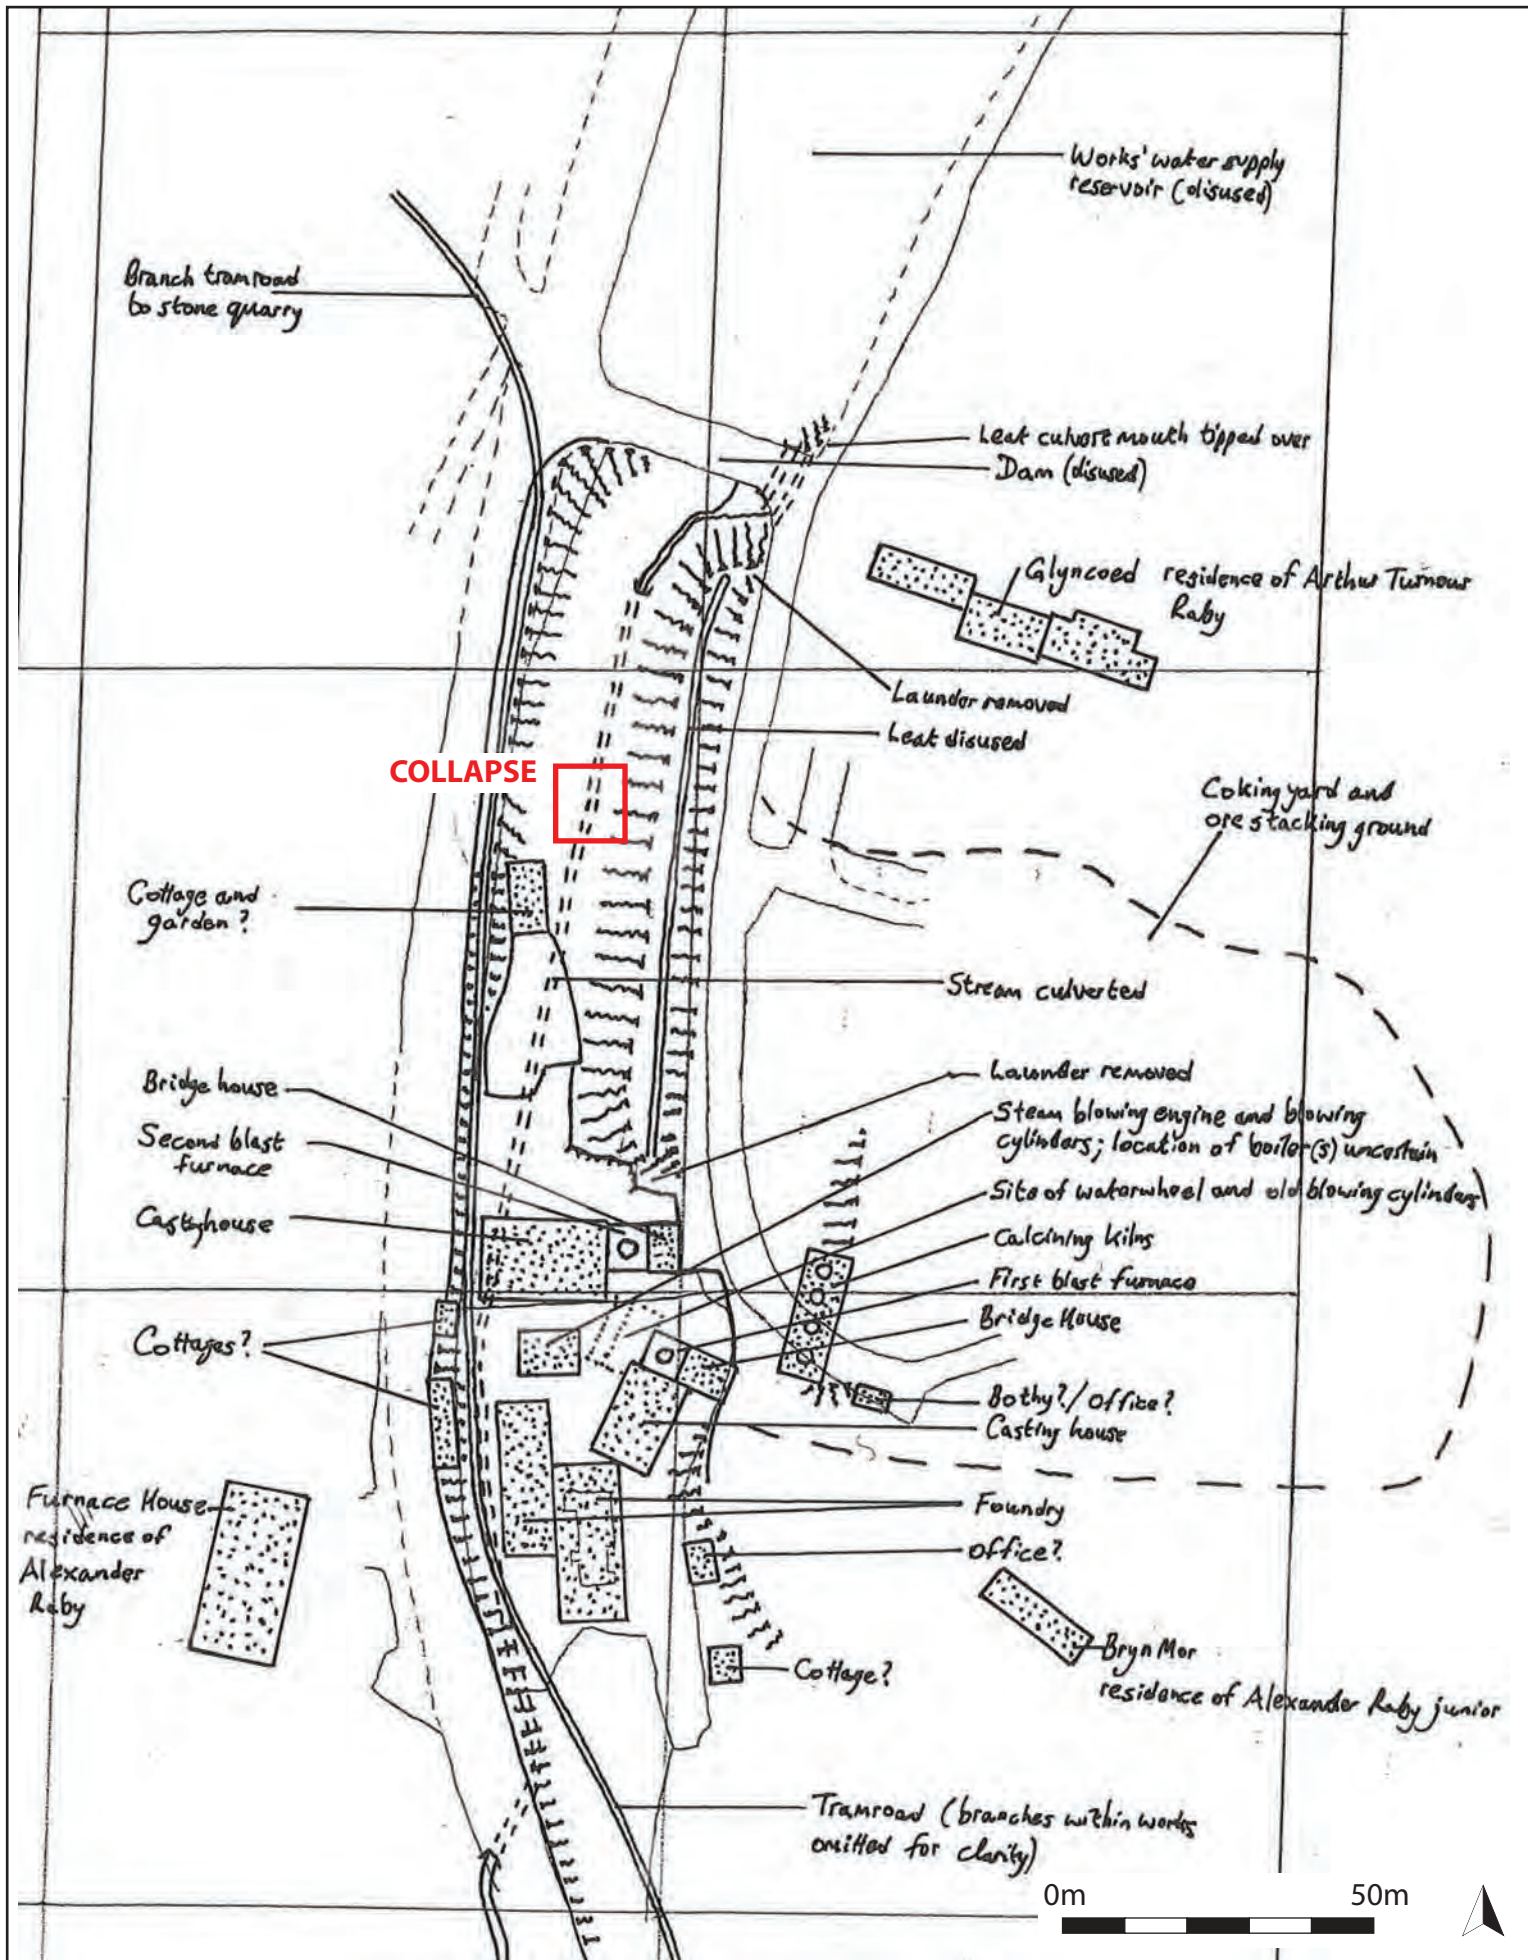 Works' water supply
reservoir (disused)
Branch tramroad
to stone quarry
Leat culvert mouth tipped over
Dam (disused)
Glyncoed residence of Arthur Turnour
Raby
Launder removed
Leat disused
COLLAPSE
Coking yard and
ore stacking ground
Cottage and
garden?
Stream culverted
Bridge house
Launder removed
Steam blowing engine and blowing
cylinders; location of boiler(s) uncertain
Second blast
furnace
Site of waterwheel and old blowing cylinders
Castghouse
Calcining kilns
First blast furnace
Bridge House
Cottages?
Bothy?/Office?
Casting house
Furnace House
residence of
Alexander
Raby
Foundry
Office?
Bryn Mor
residence of Alexander Raby junior
Cottage?
Tramroad (branches within works
omitted for clarity)
0m 50m